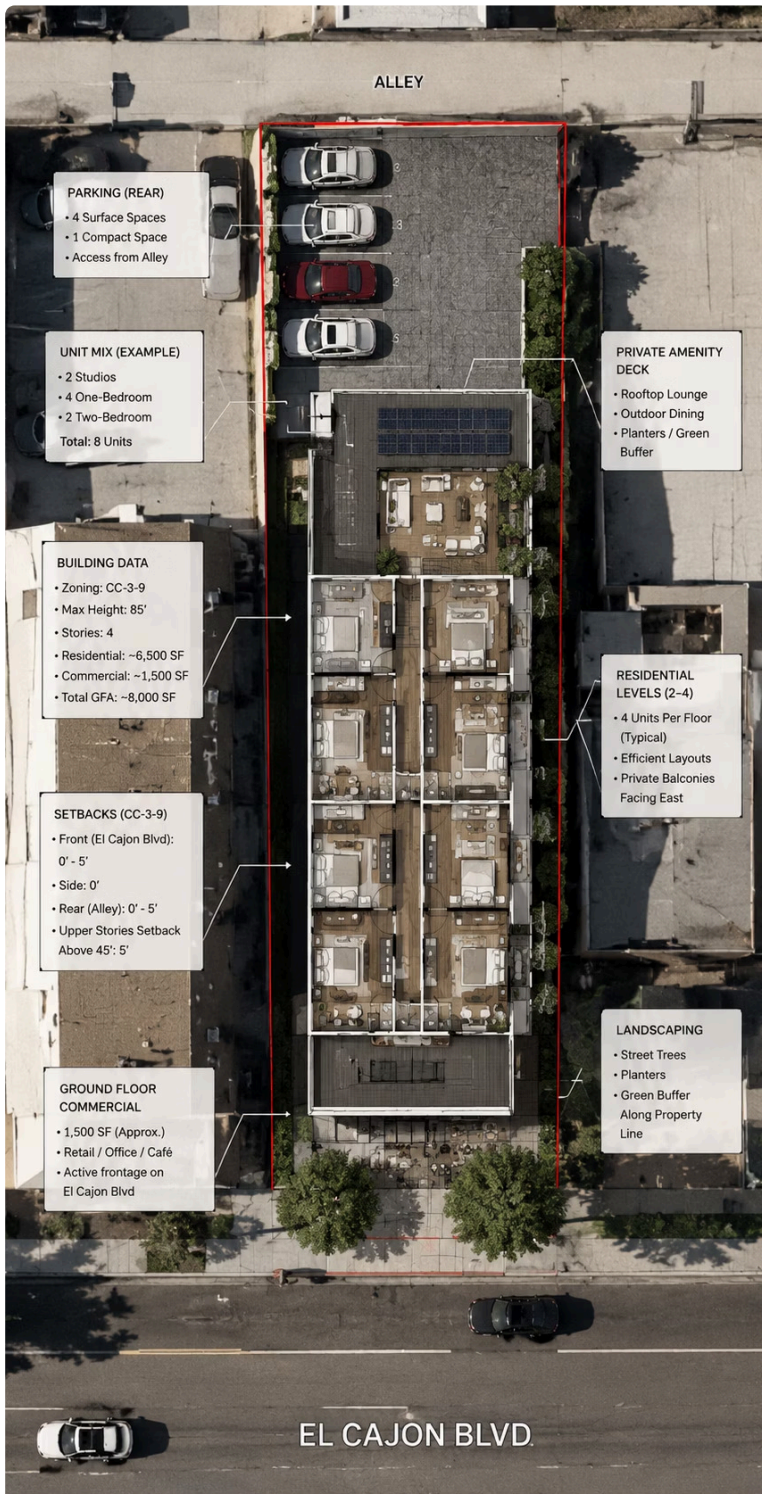 ALLEY
PARKING (REAR)
• 4 Surface Spaces
• 1 Compact Space
• Access from Alley
UNIT MIX (EXAMPLE)
• 2 Studios
• 4 One-Bedroom
• 2 Two-Bedroom
Total: 8 Units
PRIVATE AMENITY
DECK
• Rooftop Lounge
• Outdoor Dining
• Planters / Green
Buffer
BUILDING DATA
• Zoning: CC-3-9
• Max Height: 85'
• Stories: 4
• Residential: ~6,500 SF
• Commercial: ~1,500 SF
• Total GFA: ~8,000 SF
RESIDENTIAL
LEVELS (2–4)
• 4 Units Per Floor
(Typical)
• Efficient Layouts
• Private Balconies
Facing East
SETBACKS (CC-3-9)
• Front (El Cajon Blvd):
0' - 5'
• Side: 0'
• Rear (Alley): 0' - 5'
• Upper Stories Setback
Above 45': 5'
LANDSCAPING
• Street Trees
• Planters
• Green Buffer
Along Property
Line
GROUND FLOOR
COMMERCIAL
• 1,500 SF (Approx.)
• Retail / Office / Café
• Active frontage on
El Cajon Blvd
EL CAJON BLVD.